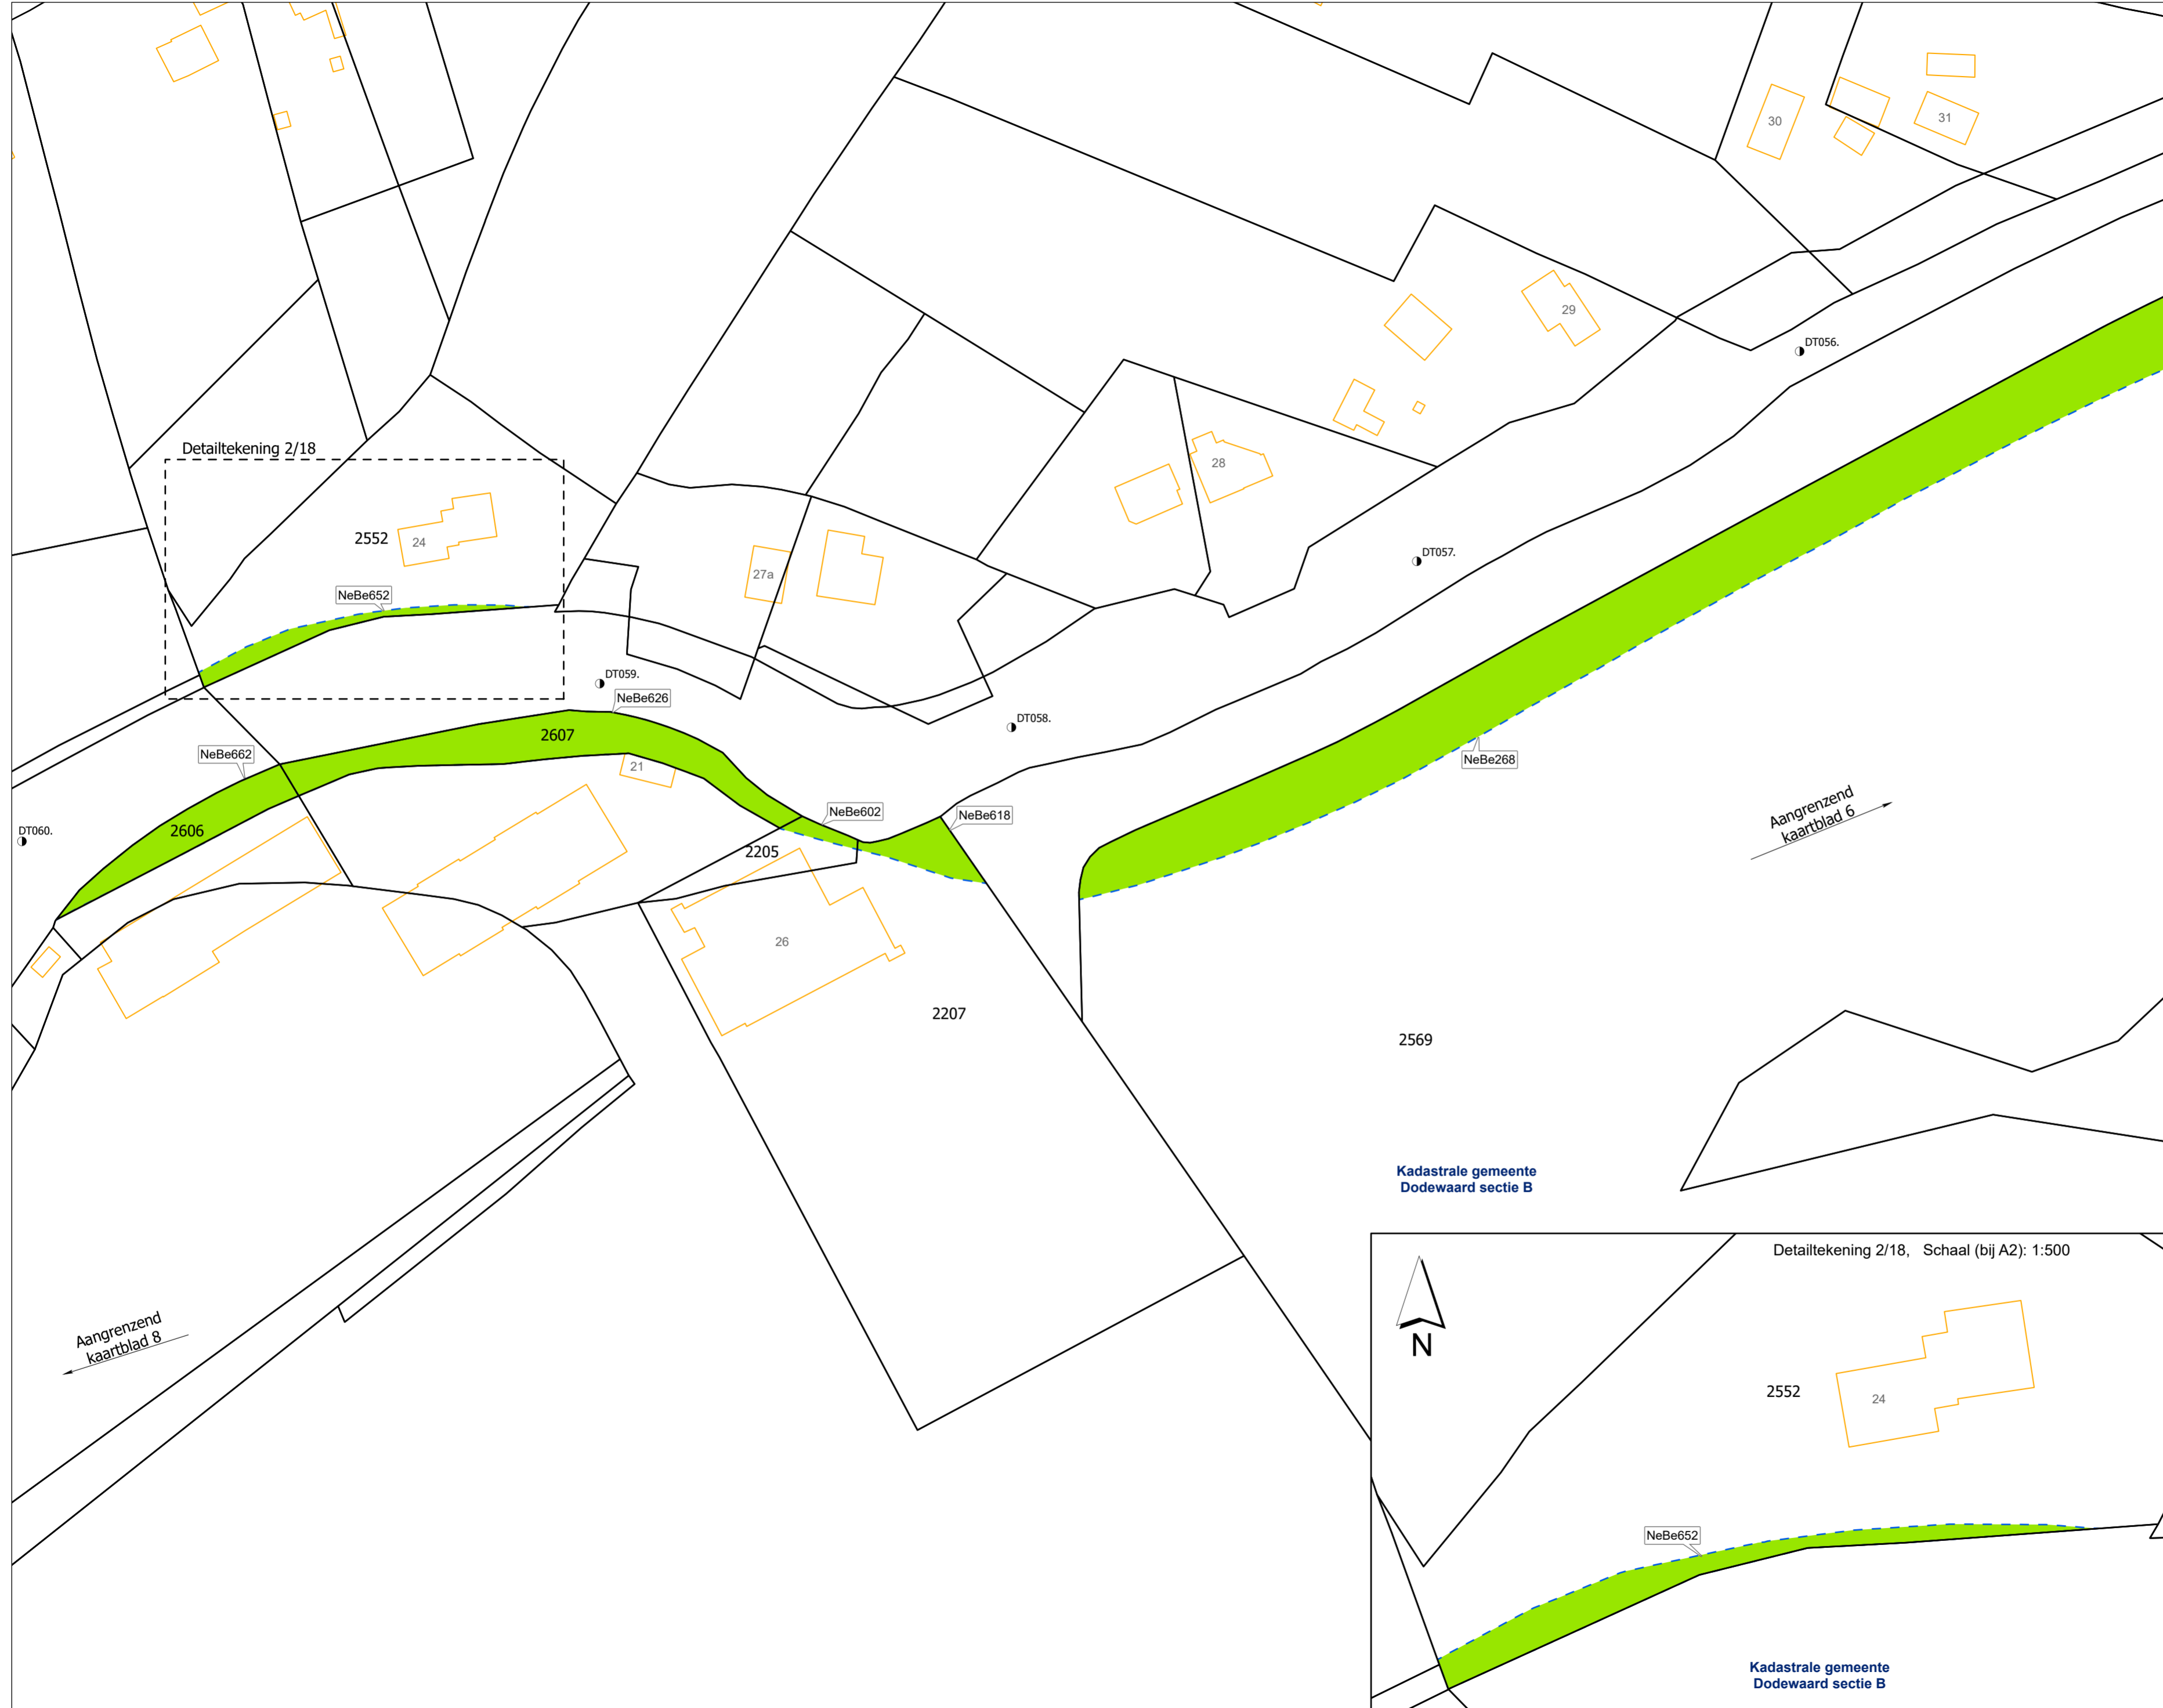 30
31
29
DT056.
Detailtekening 2/18
28
2552
24
DT057.
27a
NeBe652
DT059.
NeBe626
DT058.
2607
NeBe662
21
NeBe268
Aangrenzend
kaartblad 6
NeBe602
NeBe618
2606
DT060.
2205
26
2207
2569
Kadastrale gemeente
Dodewaard sectie B
Aangrenzend
kaartblad 8
Detailtekening 2/18, Schaal (bij A2): 1:500
N
2552
24
NeBe652
Kadastrale gemeente
Dodewaard sectie B